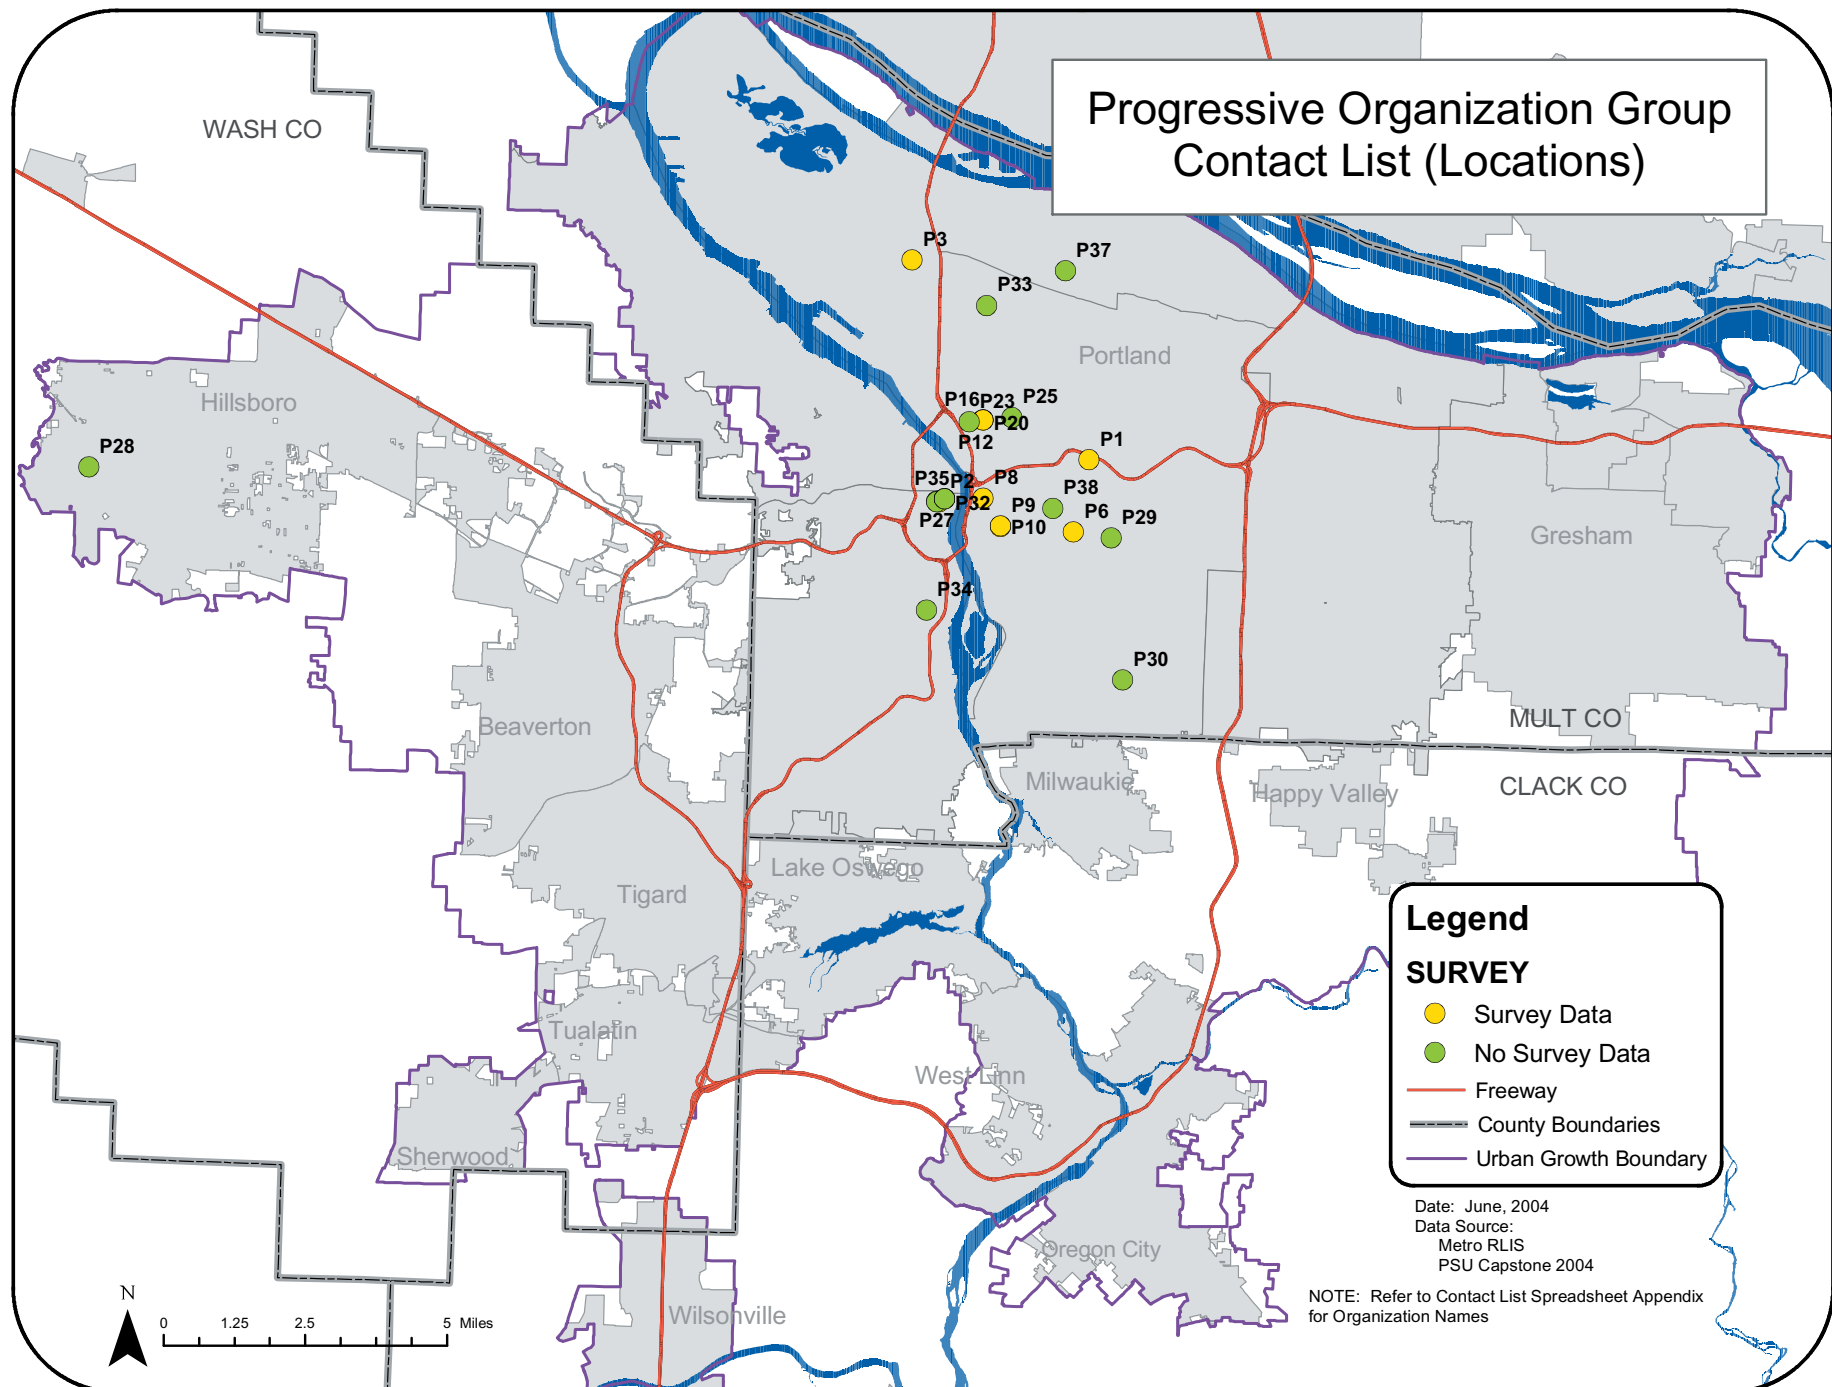 Progressive Organization Group
Contact List (Locations)
WASH CO
P3
P37
P33
Portland
Hillsboro
P16
P23
P25
P20
P12
P1
P28
P35
P2
P8
P38
P32
P9
P6
P27
P10
P29
Gresham
P34
P30
Beaverton
MULT CO
Milwaukie
Happy Valley
CLACK CO
Lake Oswego
Tigard
Tualatin
West Linn
Sherwood
Oregon City
Wilsonville
Legend
SURVEY
Survey Data
No Survey Data
Freeway
County Boundaries
Urban Growth Boundary
Date: June, 2004
Data Source:
Metro RLIS
PSU Capstone 2004
NOTE: Refer to Contact List Spreadsheet Appendix
for Organization Names
N
0 1.25 2.5 5 Miles